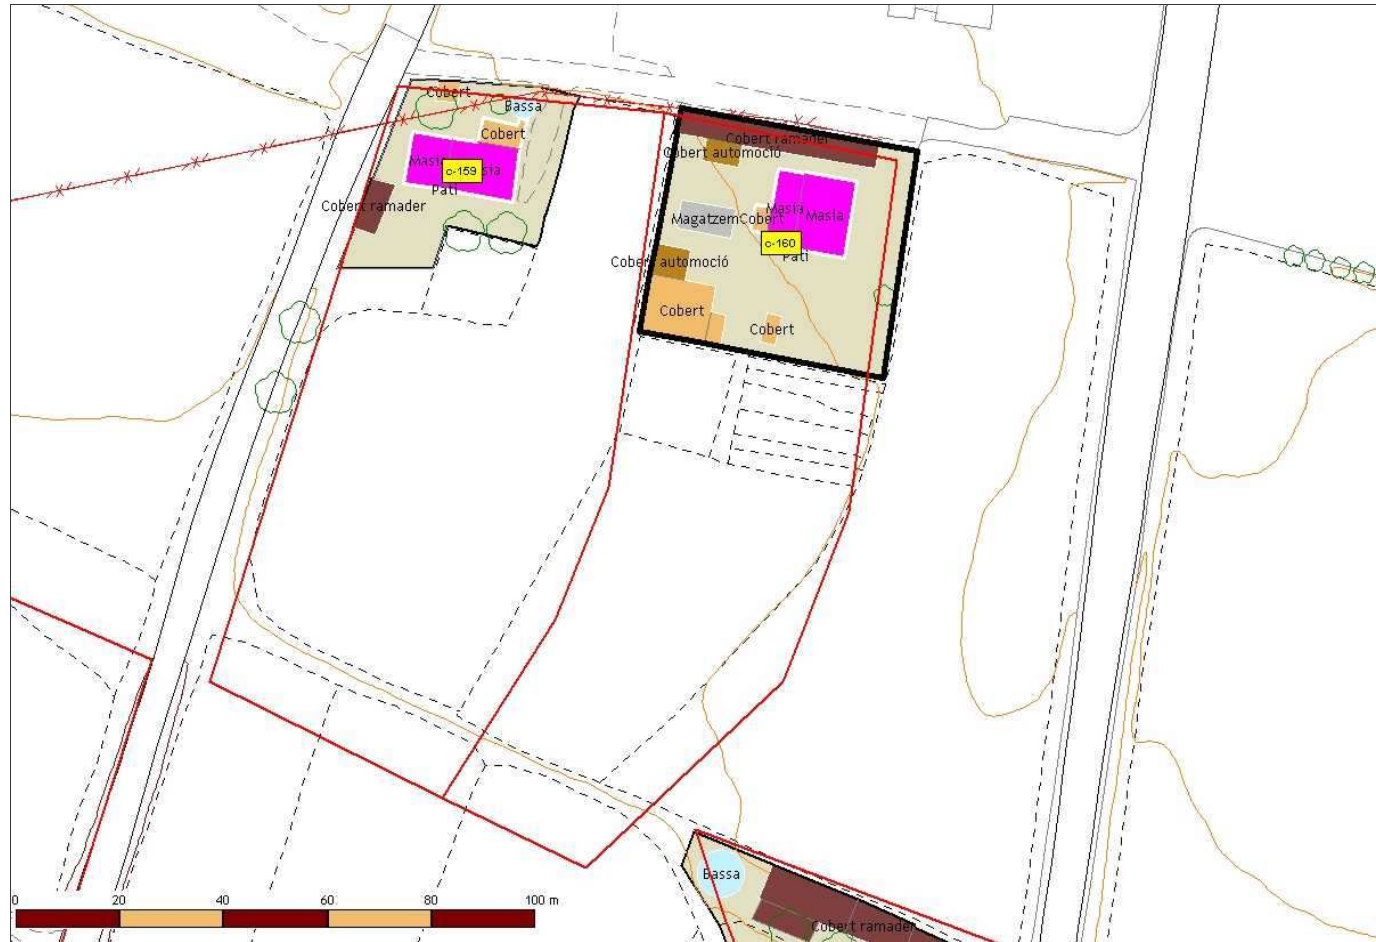 Cobert
Bassa
Cobert
Masia
sia
c-159
Pati
Cobert ramader
Cobert ramader
Cobert automoció
Masia
Masia
Magatzem
Cobert
c-160
Pati
Cobert automoció
Cobert
Cobert
Bassa
Cobert ramader
0 20 40 60 80 100 m